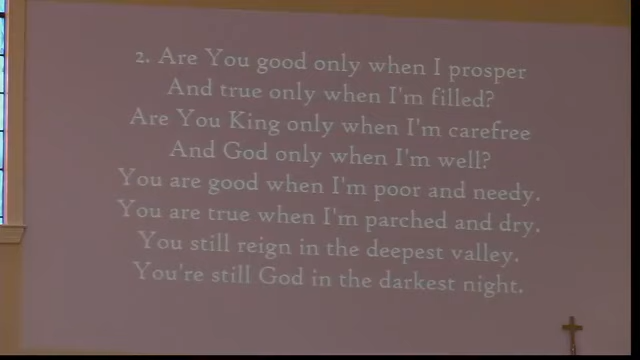 2. Are You good only when I prosper
And true only when I'm filled?
Are You King only when I'm carefree
And God only when I'm well?
You are good when I'm poor and needy.
You are true when I'm parched and dry.
You still reign in the deepest valley.
You're still God in the darkest night.